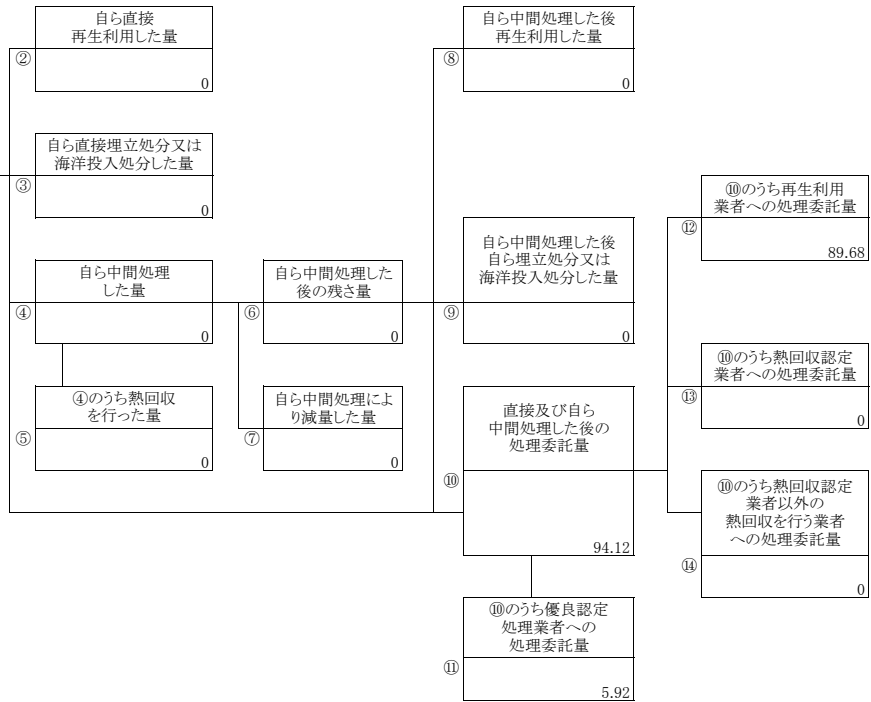 自ら直接
再生利用した量
②
0
自ら直接埋立処分又は
海洋投入処分した量
③
0
自ら中間処理
した量
④
0
④のうち熱回収
を行った量
⑤
0
自ら中間処理した
後の残さ量
⑥
0
自ら中間処理によ
り減量した量
⑦
0
自ら中間処理した後
再生利用した量
⑧
0
自ら中間処理した後
自ら埋立処分又は
海洋投入処分した量
⑨
0
直接及び自ら
中間処理した後の
処理委託量
⑩
94.12
⑩のうち優良認定
処理業者への
処理委託量
⑪
5.92
⑩のうち再生利用
業者への処理委託量
⑫
89.68
⑩のうち熱回収認定
業者への処理委託量
⑬
0
⑩のうち熱回収認定
業者以外の
熱回収を行う業者
への処理委託量
⑭
0